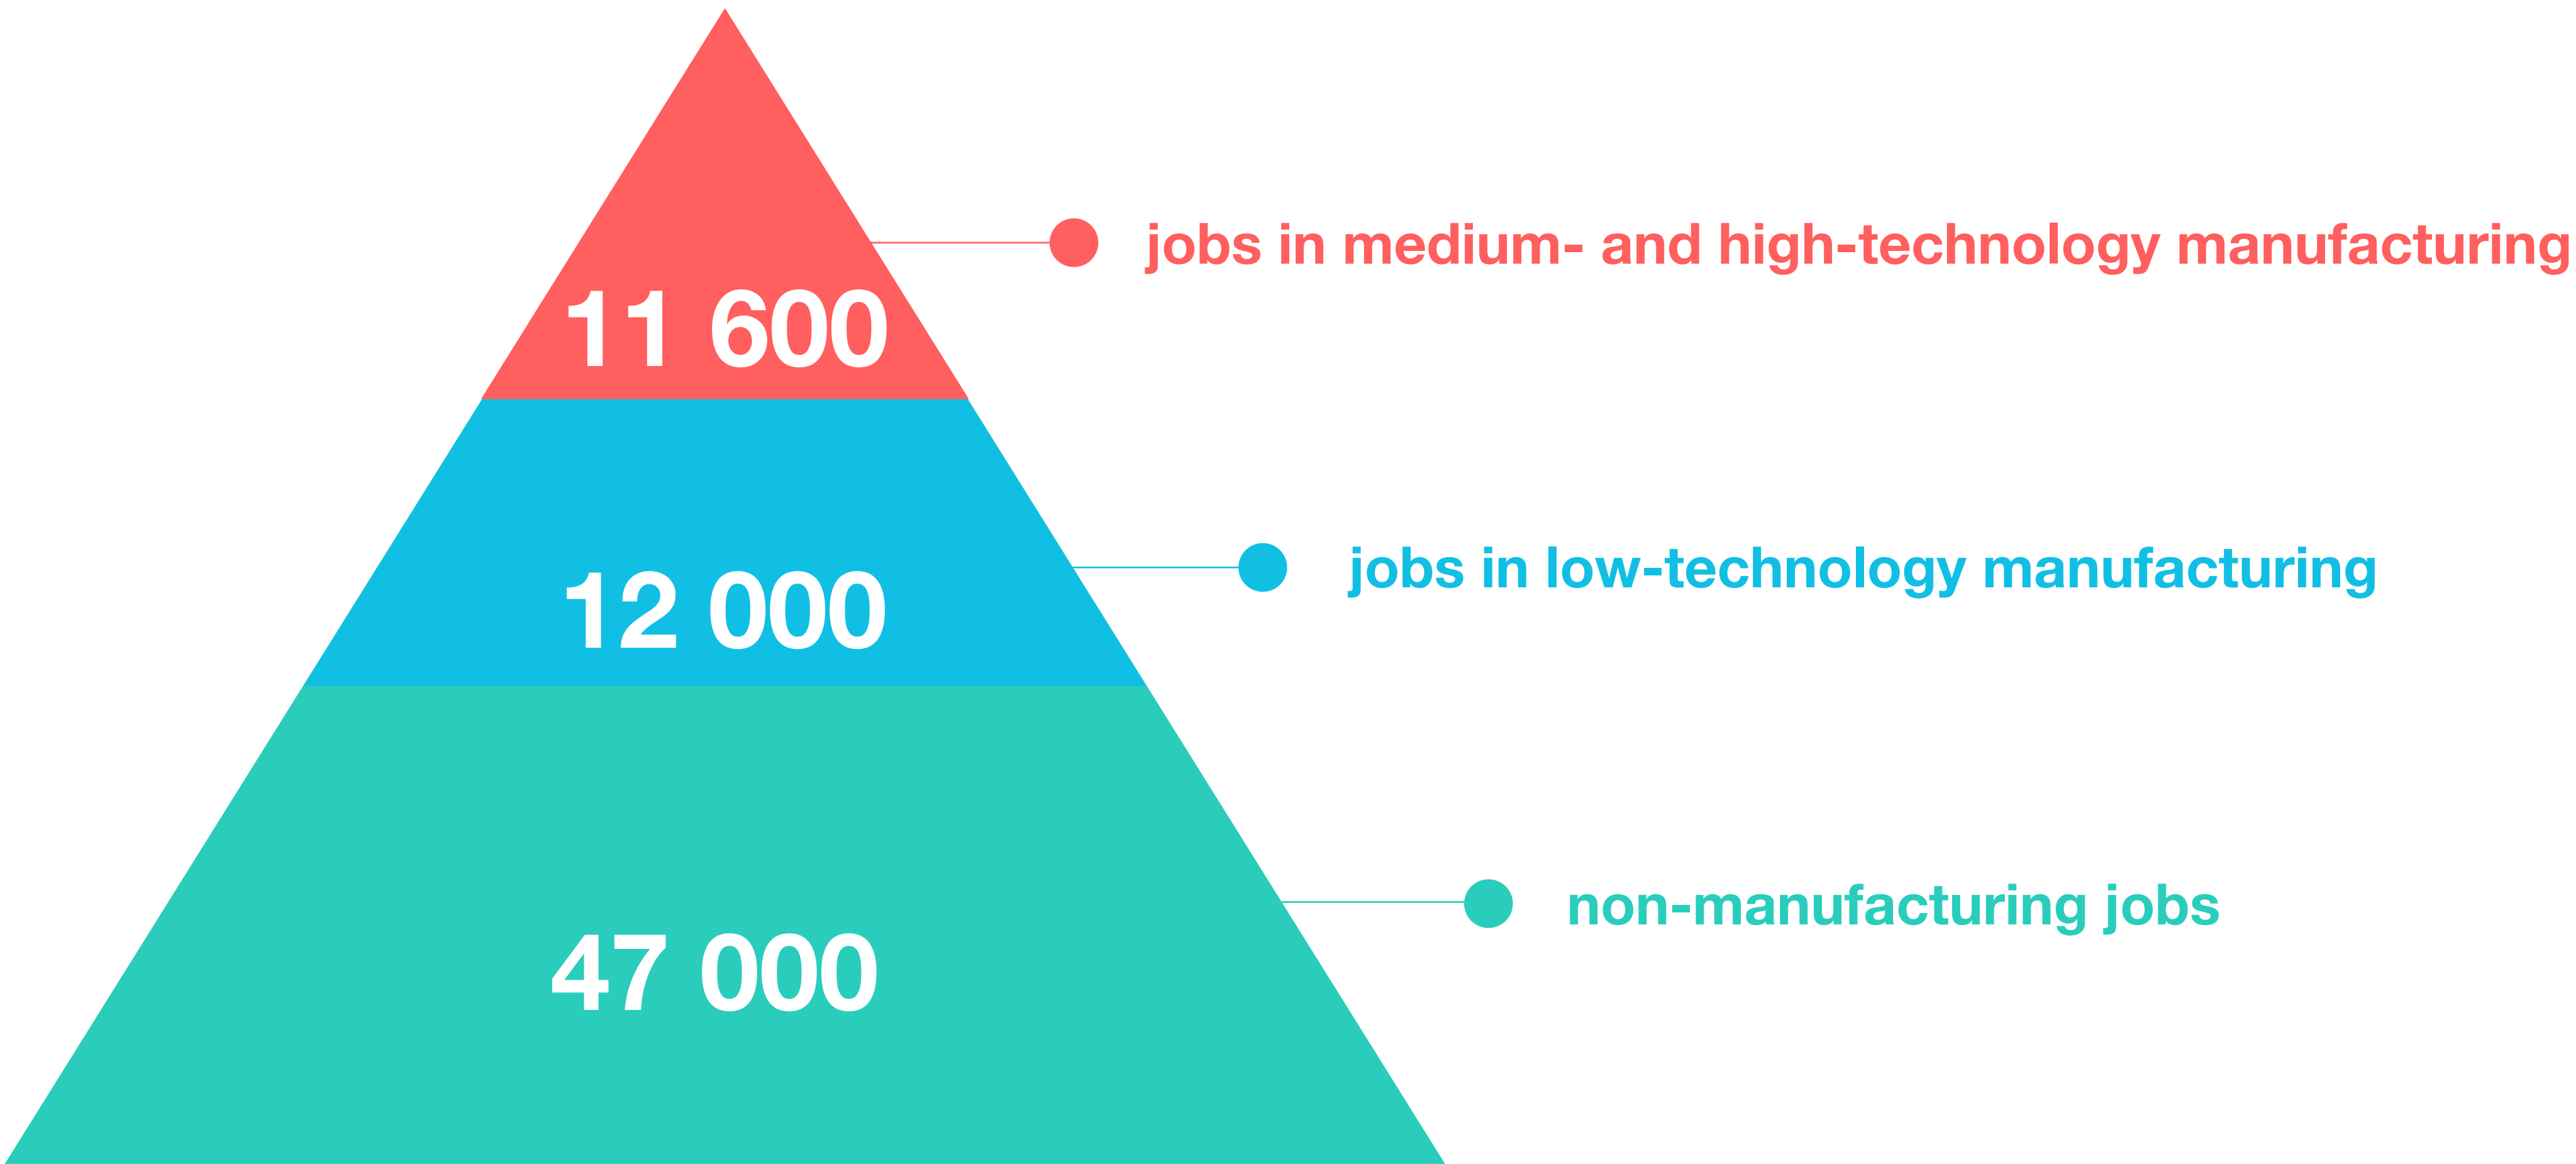 jobs in medium- and high-technology manufacturing
11 600
jobs in low-technology manufacturing
12 000
non-manufacturing jobs
47 000